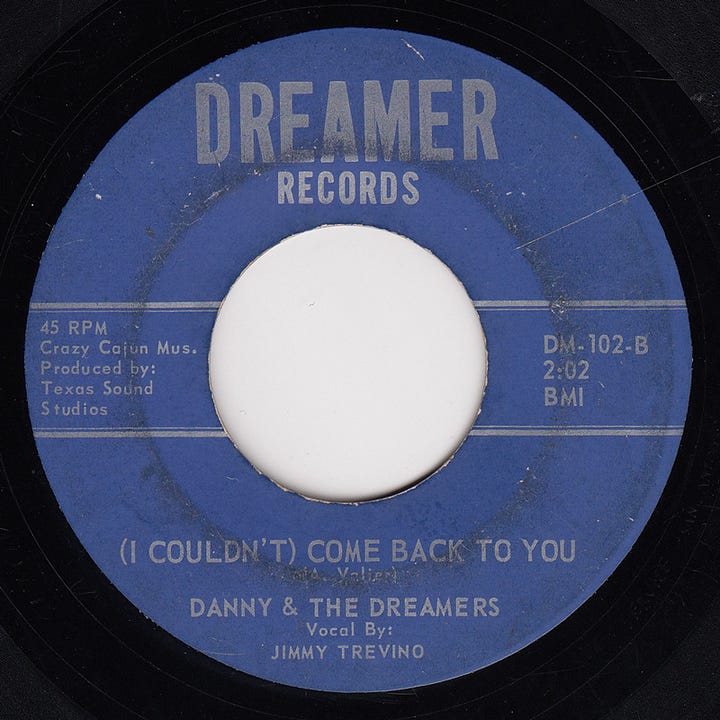 DREAMER
RECORDS
45 RPM
Crazy Cajun Mus.
Produced by:
Texas Sound
Studios
DM-102-B
2:02
BMI
(I COULDN'T) COME BACK TO YOU
DANNY & THE DREAMERS
Vocal By:
JIMMY TREVINO